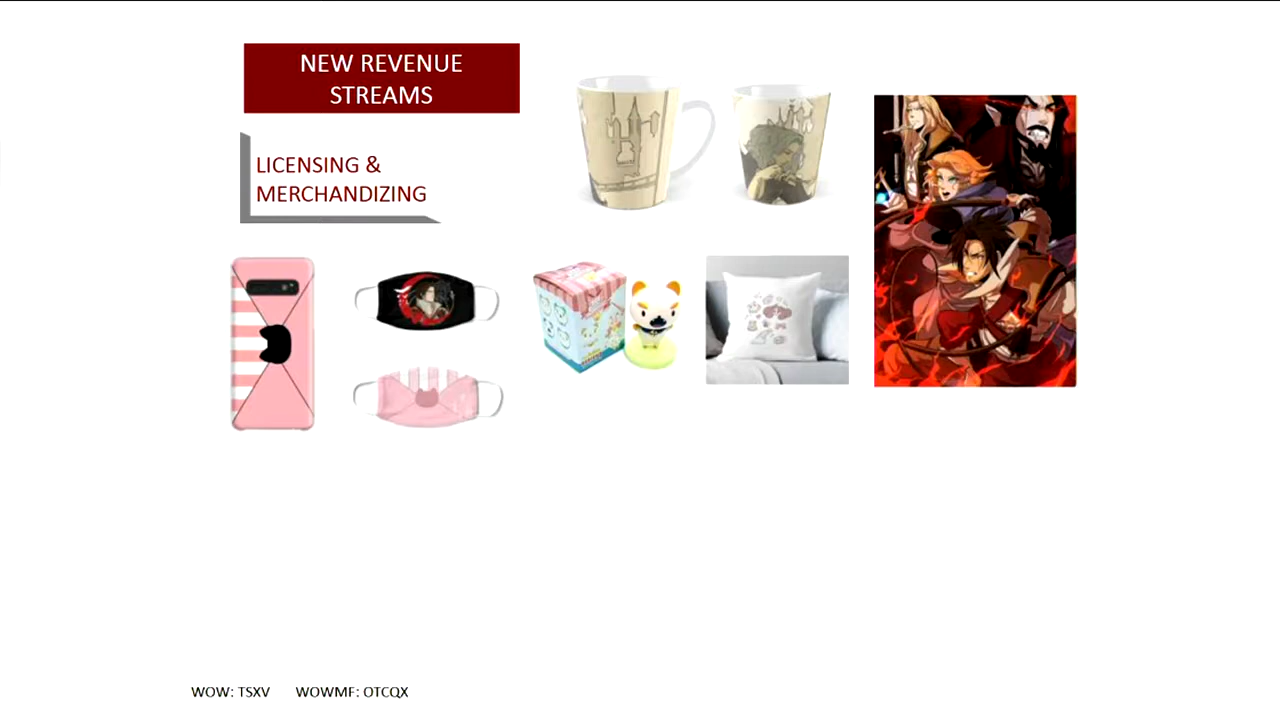 NEW REVENUE
STREAMS
LICENSING &
MERCHANDIZING
WOW: TSXV WOWMF: OTCQX